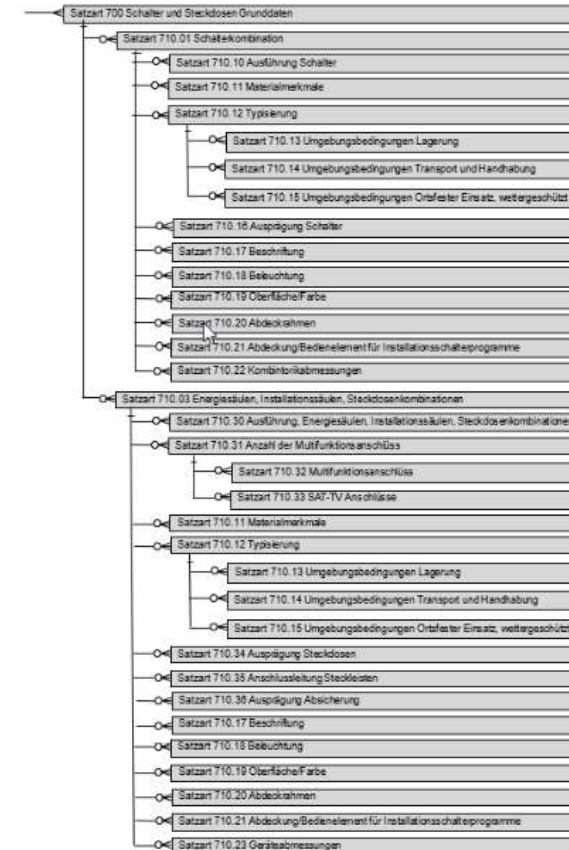 Satzart 700 Schalter und Steckdosen Grunddaten
Satzart 710.01 Schalterkombination
Satzart 710.10 Ausführung Schalter
Satzart 710.11 Materialmerkmale
Satzart 710.12 Typisierung
Satzart 710.13 Umgebungsbedingungen Lagerung
Satzart 710.14 Umgebungsbedingungen Transport und Handhabung
Satzart 710.15 Umgebungsbedingungen Ortsfester Einsatz, wettergeschützt
Satzart 710.16 Ausprägung Schalter
Satzart 710.17 Beschriftung
Satzart 710.18 Beleuchtung
Satzart 710.19 Oberfläche/Farbe
Satzart 710.20 Abdeckrahmen
Satzart 710.21 Abdeckung/Bedienelement für Installationsschalterprogramme
Satzart 710.22 Kombintorikabmessungen
Satzart 710.03 Energiesäulen, Installationssäulen, Steckdosenkombinationen
Satzart 710.30 Ausführung, Energiesäulen, Installationssäulen, Steckdosenkombinatione
Satzart 710.31 Anzahl der Multifunktionsanschlüss
Satzart 710.32 Multifunktionsanschlüss
Satzart 710.33 SAT-TV Anschlüsse
Satzart 710.11 Materialmerkmale
Satzart 710.12 Typisierung
Satzart 710.13 Umgebungsbedingungen Lagerung
Satzart 710.14 Umgebungsbedingungen Transport und Handhabung
Satzart 710.15 Umgebungsbedingungen Ortsfester Einsatz, wettergeschützt
Satzart 710.34 Ausprägung Steckdosen
Satzart 710.35 Anschlussleitung Steckleisten
Satzart 710.36 Ausprägung Absicherung
Satzart 710.17 Beschriftung
Satzart 710.18 Beleuchtung
Satzart 710.19 Oberfläche/Farbe
Satzart 710.20 Abdeckrahmen
Satzart 710.21 Abdeckung/Bedienelement für Installationsschalterprogramme
Satzart 710.23 Geräteabmessungen